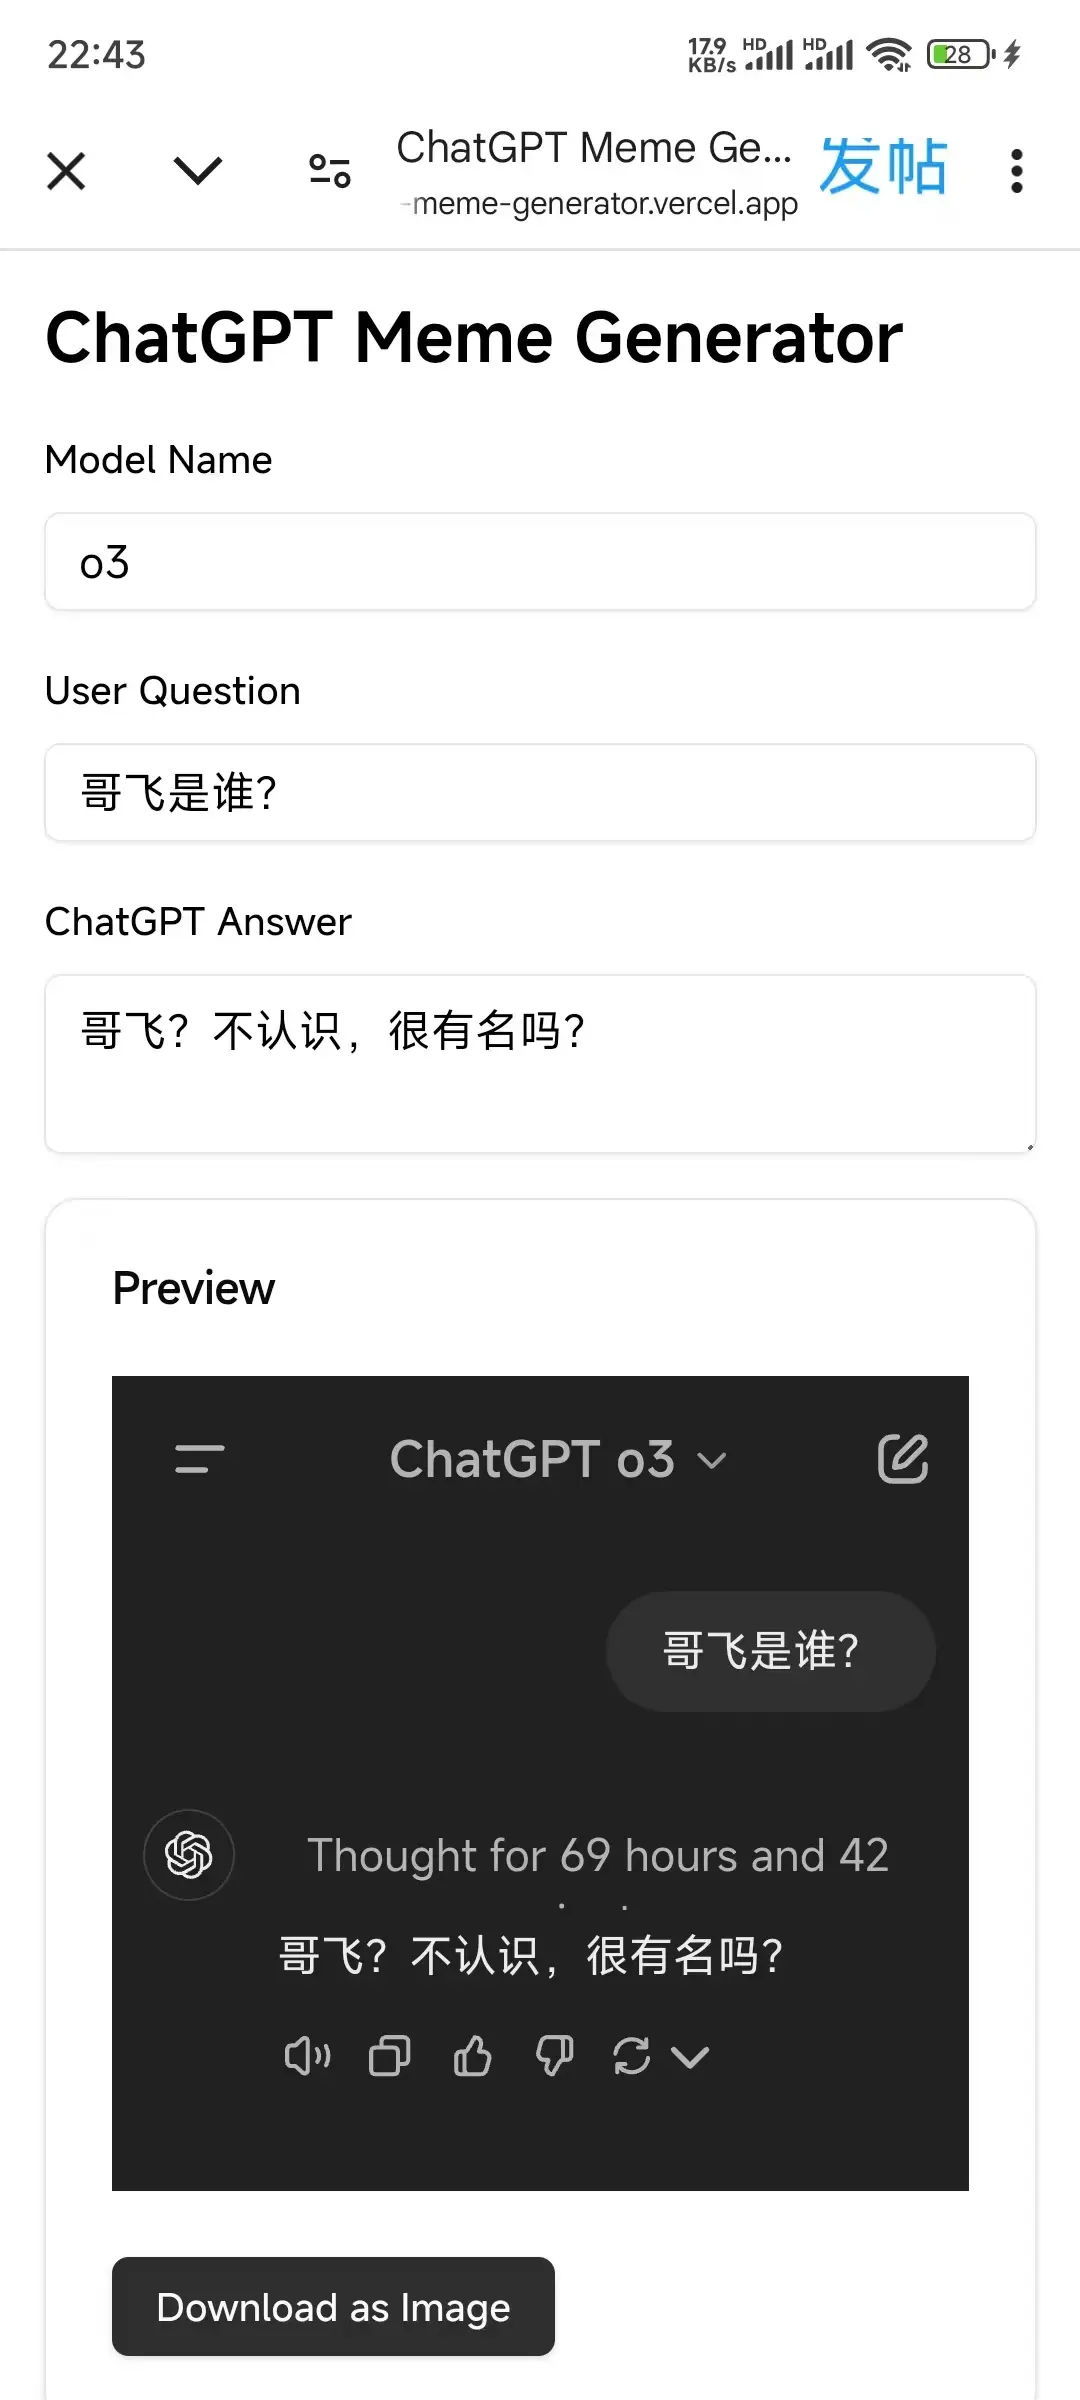 22:43
17.9 KB/s HD HD 28
ChatGPT Meme Ge...
发帖
-meme-generator.vercel.app
ChatGPT Meme Generator
Model Name
o3
User Question
哥飞是谁?
ChatGPT Answer
哥飞? 不认识, 很有名吗?
Preview
ChatGPT o3
哥飞是谁?
Thought for 69 hours and 42
哥飞? 不认识, 很有名吗?
Download as Image